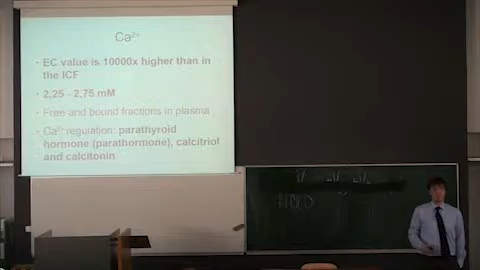 Ca²⁺
• EC value is 10000x higher than in
the ICF
• 2,25 - 2,75 mM
• Free and bound fractions in plasma
• Ca²⁺ regulation: parathyroid
hormone (parathormone), calcitriol
and calcitonin